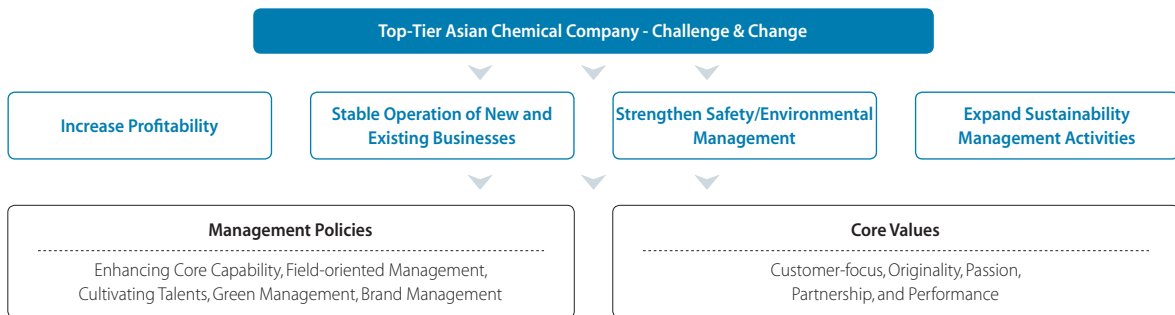 Top-Tier Asian Chemical Company - Challenge & Change
Increase Profitability
Stable Operation of New and
Existing Businesses
Strengthen Safety/Environmental
Management
Expand Sustainability
Management Activities
Management Policies
Enhancing Core Capability, Field-oriented Management,
Cultivating Talents, Green Management, Brand Management
Core Values
Customer-focus, Originality, Passion,
Partnership, and Performance